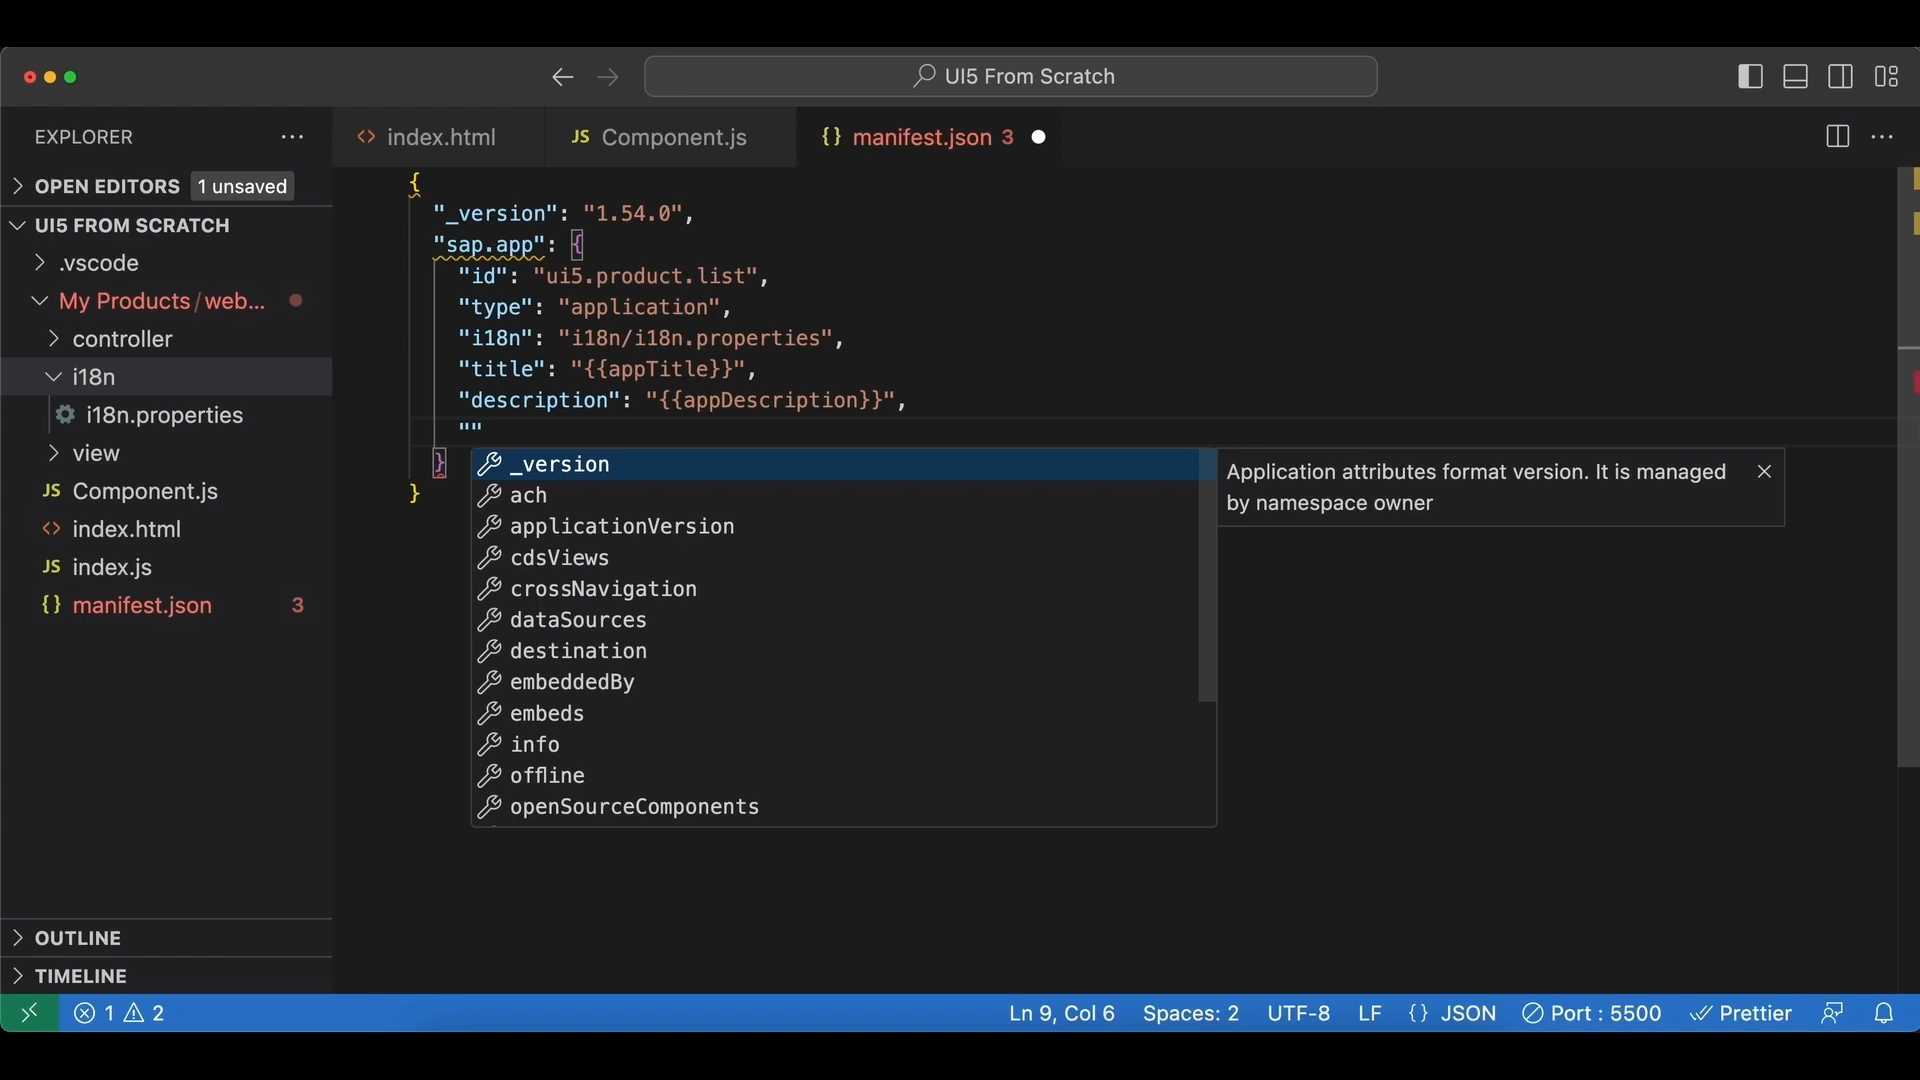 UI5 From Scratch
EXPLORER
OPEN EDITORS 1 unsaved
UI5 FROM SCRATCH
.vscode
My Products/web...
controller
i18n
i18n.properties
view
JS Component.js
<> index.html
JS index.js
{} manifest.json 3
OUTLINE
TIMELINE
<> index.html
JS Component.js
{} manifest.json 3
{
"_version": "1.54.0",
"sap.app": {
"id": "ui5.product.list",
"type": "application",
"i18n": "i18n/i18n.properties",
"title": "{{appTitle}}",
"description": "{{appDescription}}",
""
}
}
_version
ach
applicationVersion
cdsViews
crossNavigation
dataSources
destination
embeddedBy
embeds
info
offline
openSourceComponents
Application attributes format version. It is managed
by namespace owner
1 2
Ln 9, Col 6 Spaces: 2 UTF-8 LF {} JSON Port : 5500 Prettier